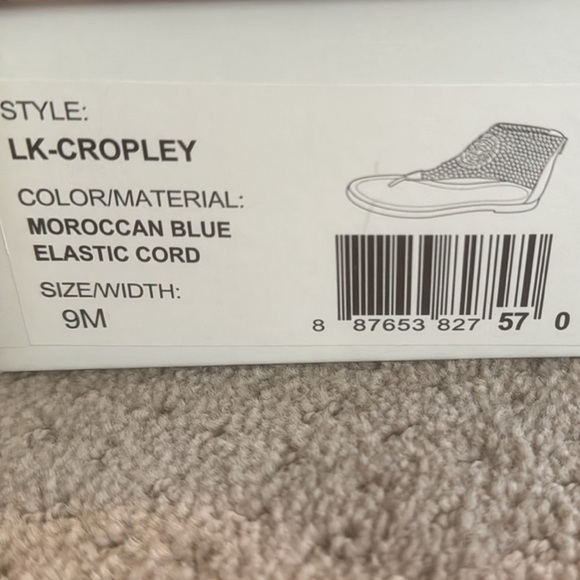 STYLE:
LK-CROPLEY
COLOR/MATERIAL:
MOROCCAN BLUE
ELASTIC CORD
SIZE/WIDTH:
9M
8 87653 827 57 0